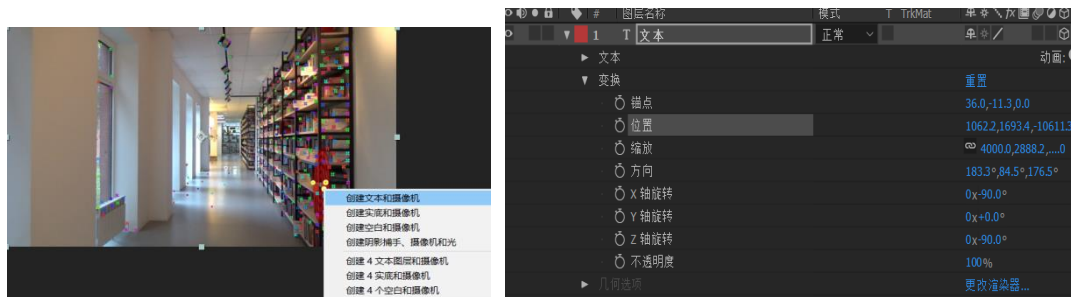 创建文本和摄像机
创建实底和摄像机
创建空白和摄像机
创建阴影捕手、摄像机和光
创建 4 文本图层和摄像机
创建 4 实底和摄像机
创建 4 个空白和摄像机
# 图层名称 模式 T TrkMat
1 T 文本 正常
文本 动画:
变换 重置
锚点 36.0,-11.3,0.0
位置 1062.2,1693.4,-10611.3
缩放 4000.0,2888.2,....0
方向 183.3°,84.5°,176.5°
X 轴旋转 0x-90.0°
Y 轴旋转 0x+0.0°
Z 轴旋转 0x-90.0°
不透明度 100%
几何选项 更改渲染器...